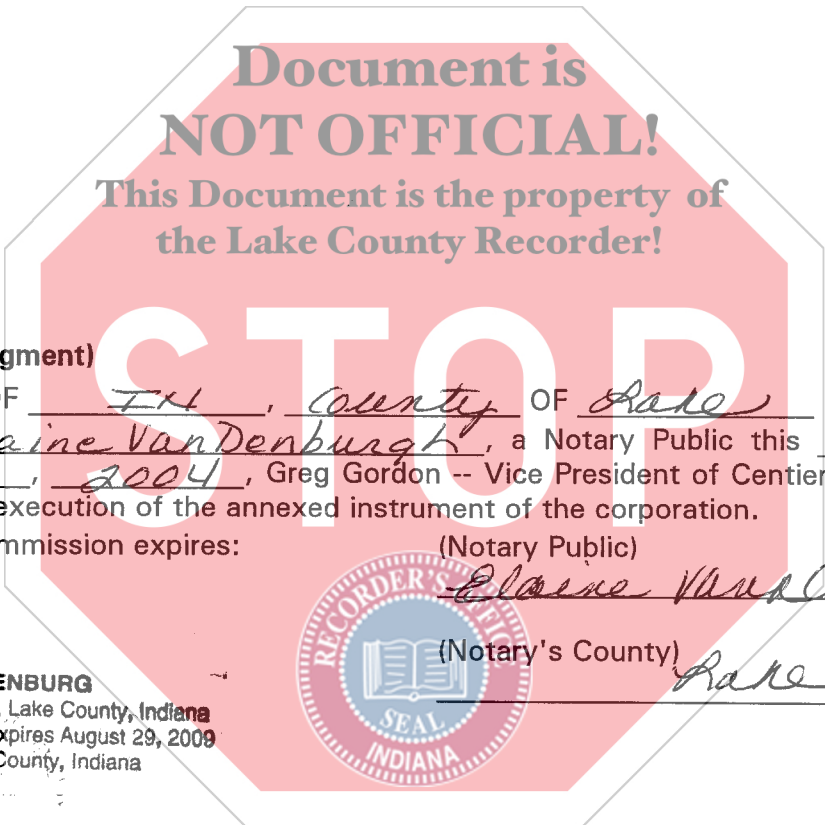 Document is
NOT OFFICIAL!
This Document is the property of
the Lake County Recorder!
STOP
gment)
OF IN, County OF Lake
aine VanDenburgh, a Notary Public this
, 2004, Greg Gordon -- Vice President of Centier
execution of the annexed instrument of the corporation.
mmission expires: (Notary Public)
Elaine
(Notary's County)
Lake
RECORDER'S OFFICE
SEAL
INDIANA
ENBURG
, Lake County, Indiana
xpires August 29, 2009
County, Indiana